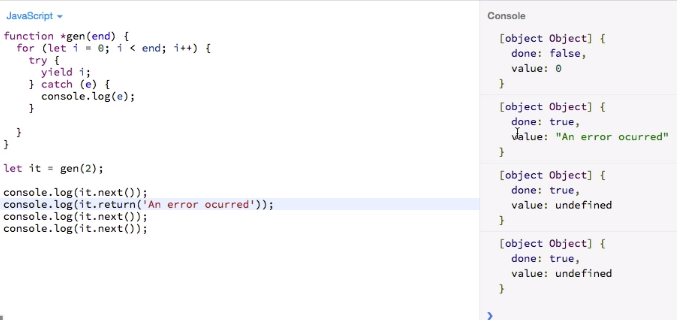 JavaScript
function *gen(end) {
for (let i = 0; i < end; i++) {
try {
yield i;
} catch (e) {
console.log(e);
}
}
}
let it = gen(2);
console.log(it.next());
console.log(it.return('An error ocurred'));
console.log(it.next());
console.log(it.next());
Console
[object Object] {
done: false,
value: 0
}
[object Object] {
done: true,
value: "An error ocurred"
}
[object Object] {
done: true,
value: undefined
}
[object Object] {
done: true,
value: undefined
}